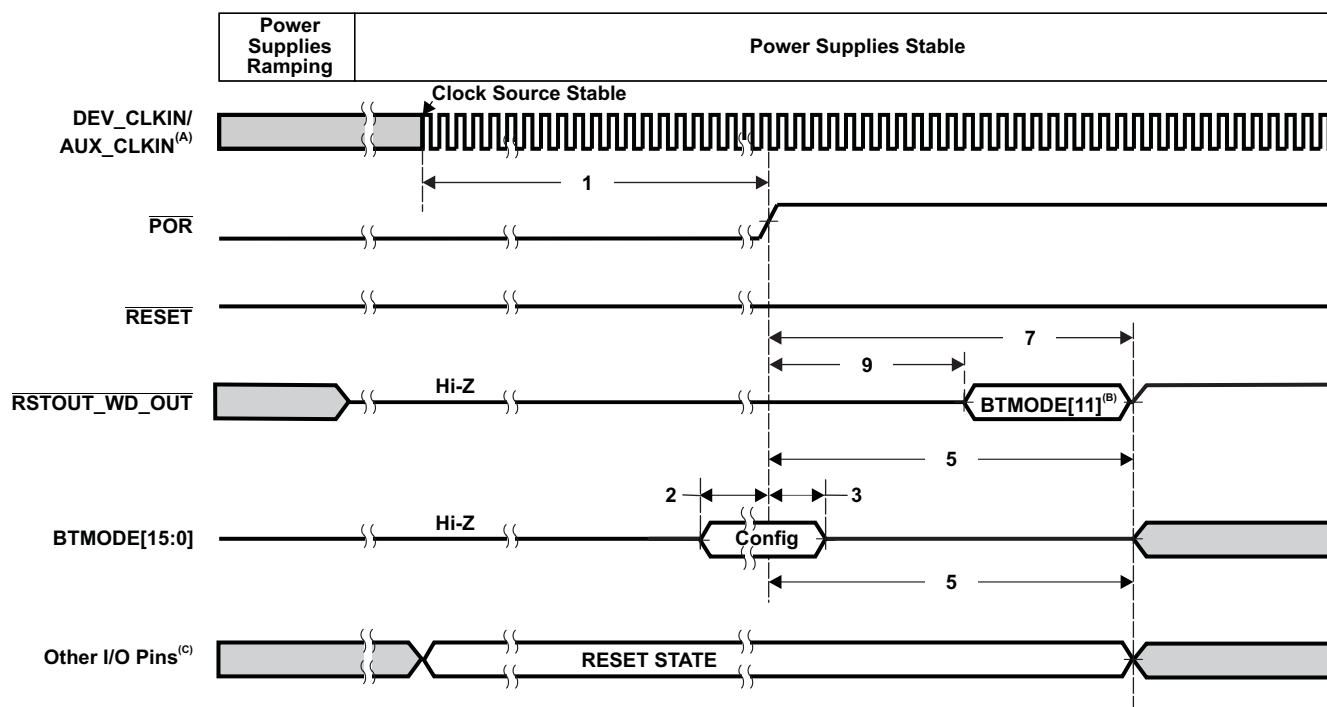 Power
Supplies
Ramping
Power Supplies Stable
Clock Source Stable
DEV_CLKIN/
AUX_CLKIN(A)
1
POR
RESET
7
9
RSTOUT_WD_OUT
Hi-Z
BTMODE[11](B)
5
2
3
BTMODE[15:0]
Hi-Z
Config
5
Other I/O Pins(C)
RESET STATE